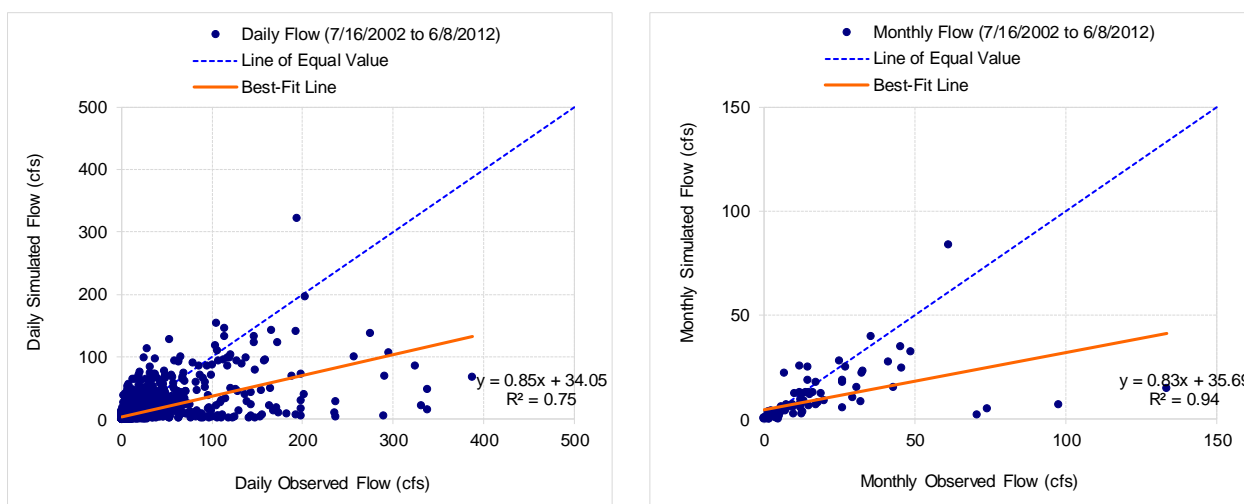 Daily Flow (7/16/2002 to 6/8/2012)
Line of Equal Value
Best-Fit Line
500
400
300
200
100
0
0 100 200 300 400 500
Daily Simulated Flow (cfs)
Daily Observed Flow (cfs)
y = 0.85x + 34.05
R² = 0.75
Monthly Flow (7/16/2002 to 6/8/2012)
Line of Equal Value
Best-Fit Line
150
100
50
0
0 50 100 150
Monthly Simulated Flow (cfs)
Monthly Observed Flow (cfs)
y = 0.83x + 35.69
R² = 0.94